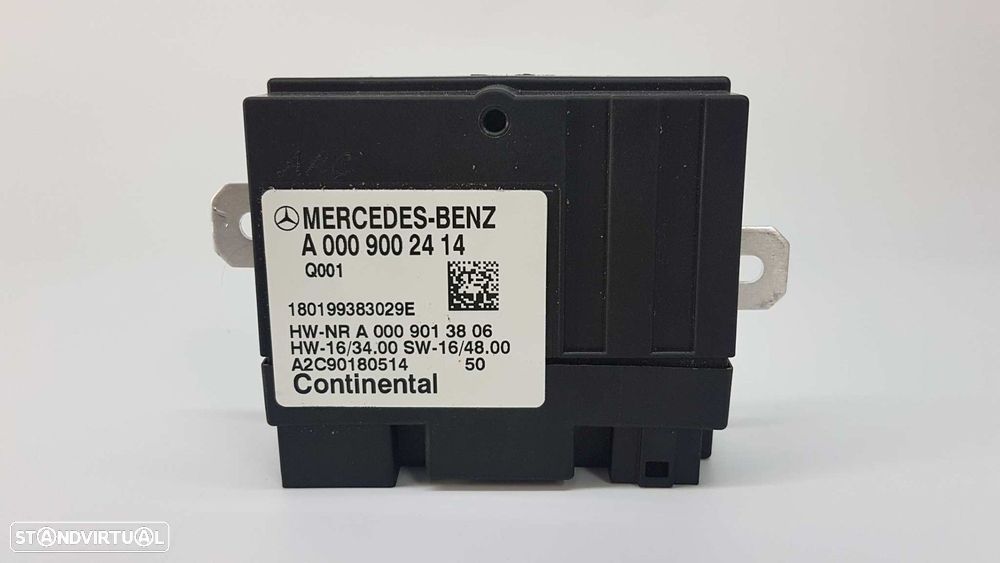 MERCEDES-BENZ
A 000 900 24 14
Q001
180199383029E
HW-NR A 000 901 38 06
HW-16/34.00 SW-16/48.00
A2C90180514 50
Continental
STANDVIRTUAL